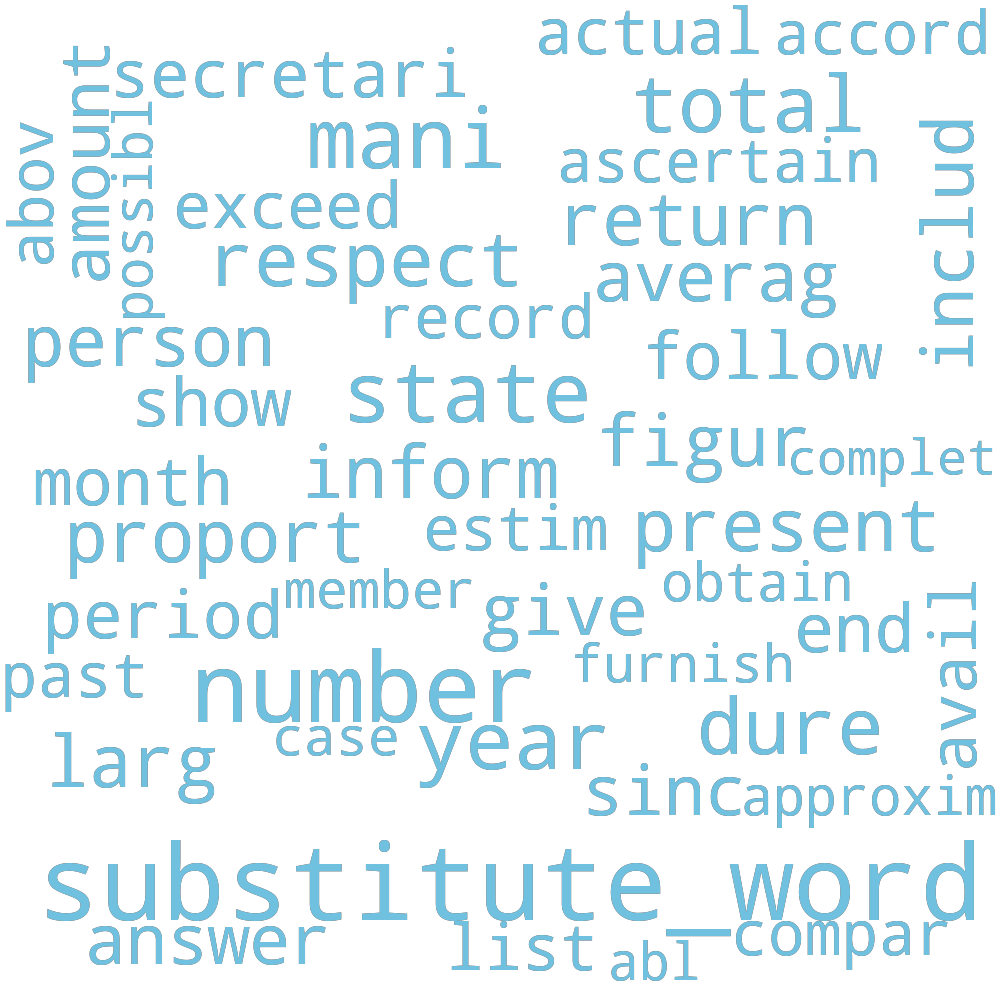 actual accord
secretari
amount
total
mani
possibl
abov
includ
ascertain
exceed
return
respect
averag
record
person
follow
show
state
figur
complet
month
inform
proport
estim
present
member
obtain
period
give
end
avail
past
number
furnish
case
year
dure
larg
sinc
approxim
substitute_word
answer
list
abl
compar